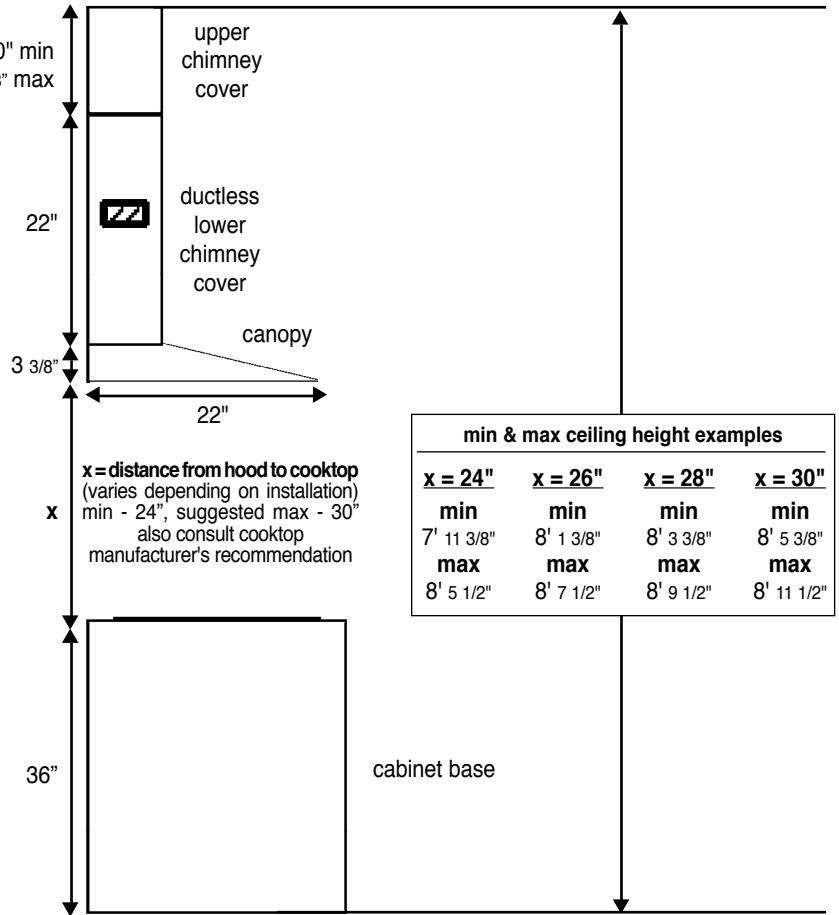 upper
chimney
cover
min
max
22"
ductless
lower
chimney
cover
canopy
3 3/8"
22"
x = distance from hood to cooktop
(varies depending on installation)
min - 24”, suggested max - 30”
also consult cooktop
manufacturer's recommendation
x
min & max ceiling height examples
x = 24" x = 26" x = 28" x = 30"
min min min min
7' 11 3/8" 8' 1 3/8" 8' 3 3/8" 8' 5 3/8"
max max max max
8' 5 1/2" 8' 7 1/2" 8' 9 1/2" 8' 11 1/2"
36”
cabinet base